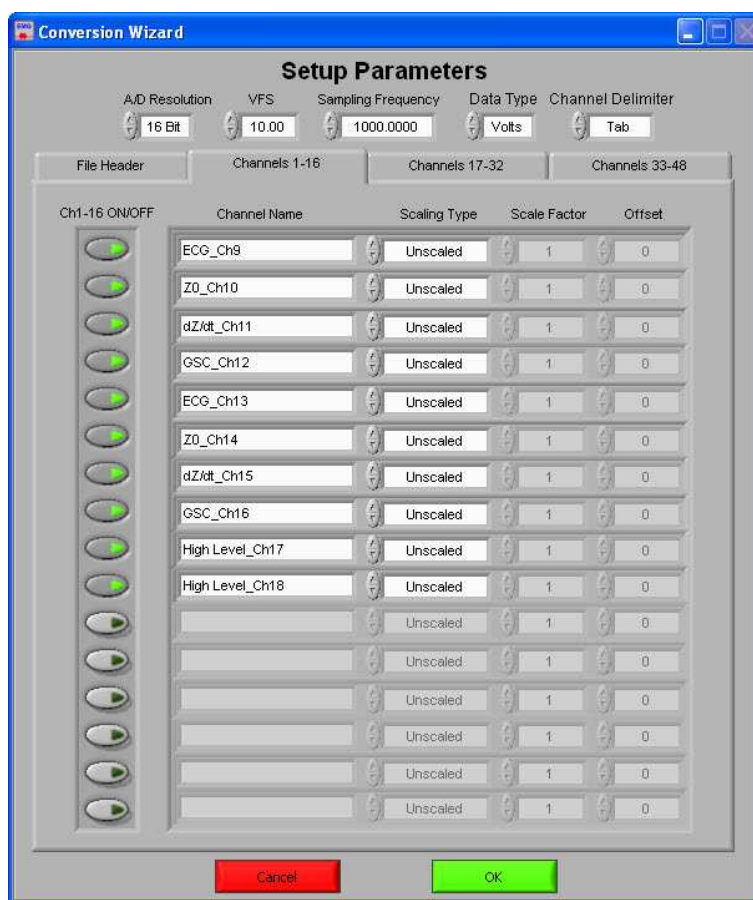 EMG
Conversion Wizard
Setup Parameters
A/D Resolution VFS Sampling Frequency Data Type Channel Delimiter
16 Bit 10.00 1000.0000 Volts Tab
File Header Channels 1-16 Channels 17-32 Channels 33-48
Ch1-16 ON/OFF Channel Name Scaling Type Scale Factor Offset
ECG_Ch9 Unscaled 1 0
Z0_Ch10 Unscaled 1 0
dZ/dt_Ch11 Unscaled 1 0
GSC_Ch12 Unscaled 1 0
ECG_Ch13 Unscaled 1 0
Z0_Ch14 Unscaled 1 0
dZ/dt_Ch15 Unscaled 1 0
GSC_Ch16 Unscaled 1 0
High Level_Ch17 Unscaled 1 0
High Level_Ch18 Unscaled 1 0
Unscaled 1 0
Unscaled 1 0
Unscaled 1 0
Unscaled 1 0
Unscaled 1 0
Unscaled 1 0
Cancel OK